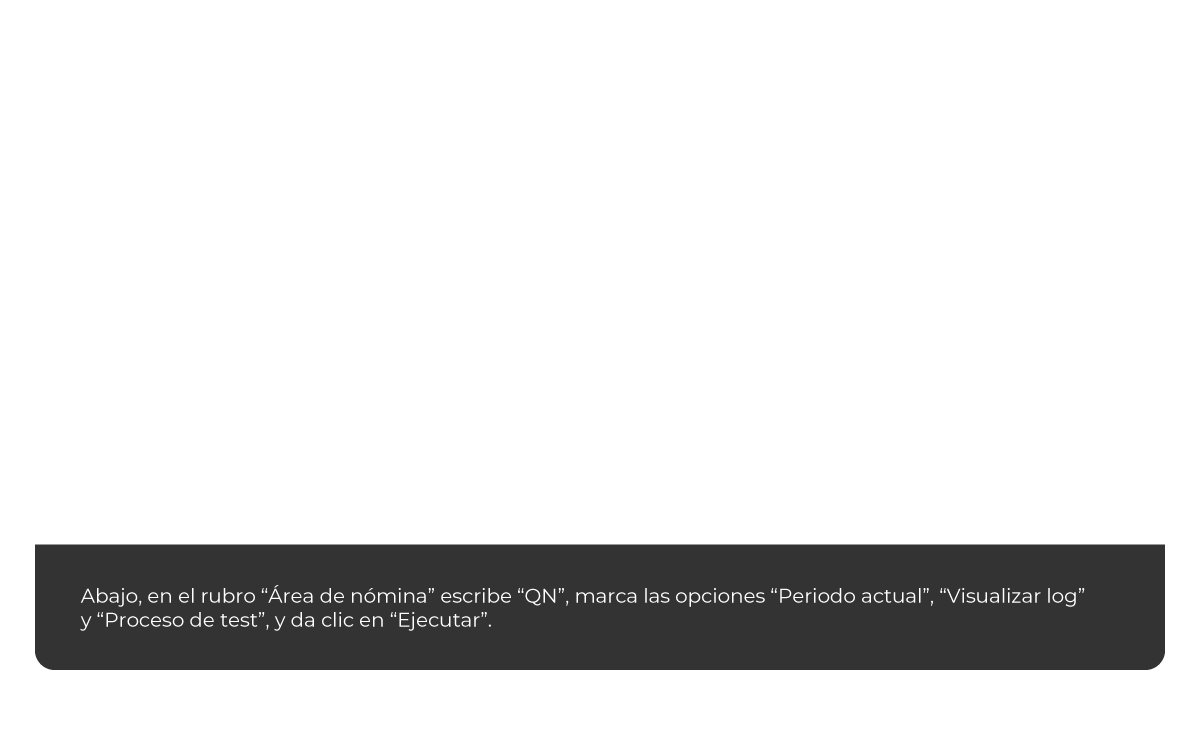 Abajo, en el rubro “Área de nómina” escribe “QN”, marca las opciones “Periodo actual”, “Visualizar log”
y “Proceso de test”, y da clic en “Ejecutar”.